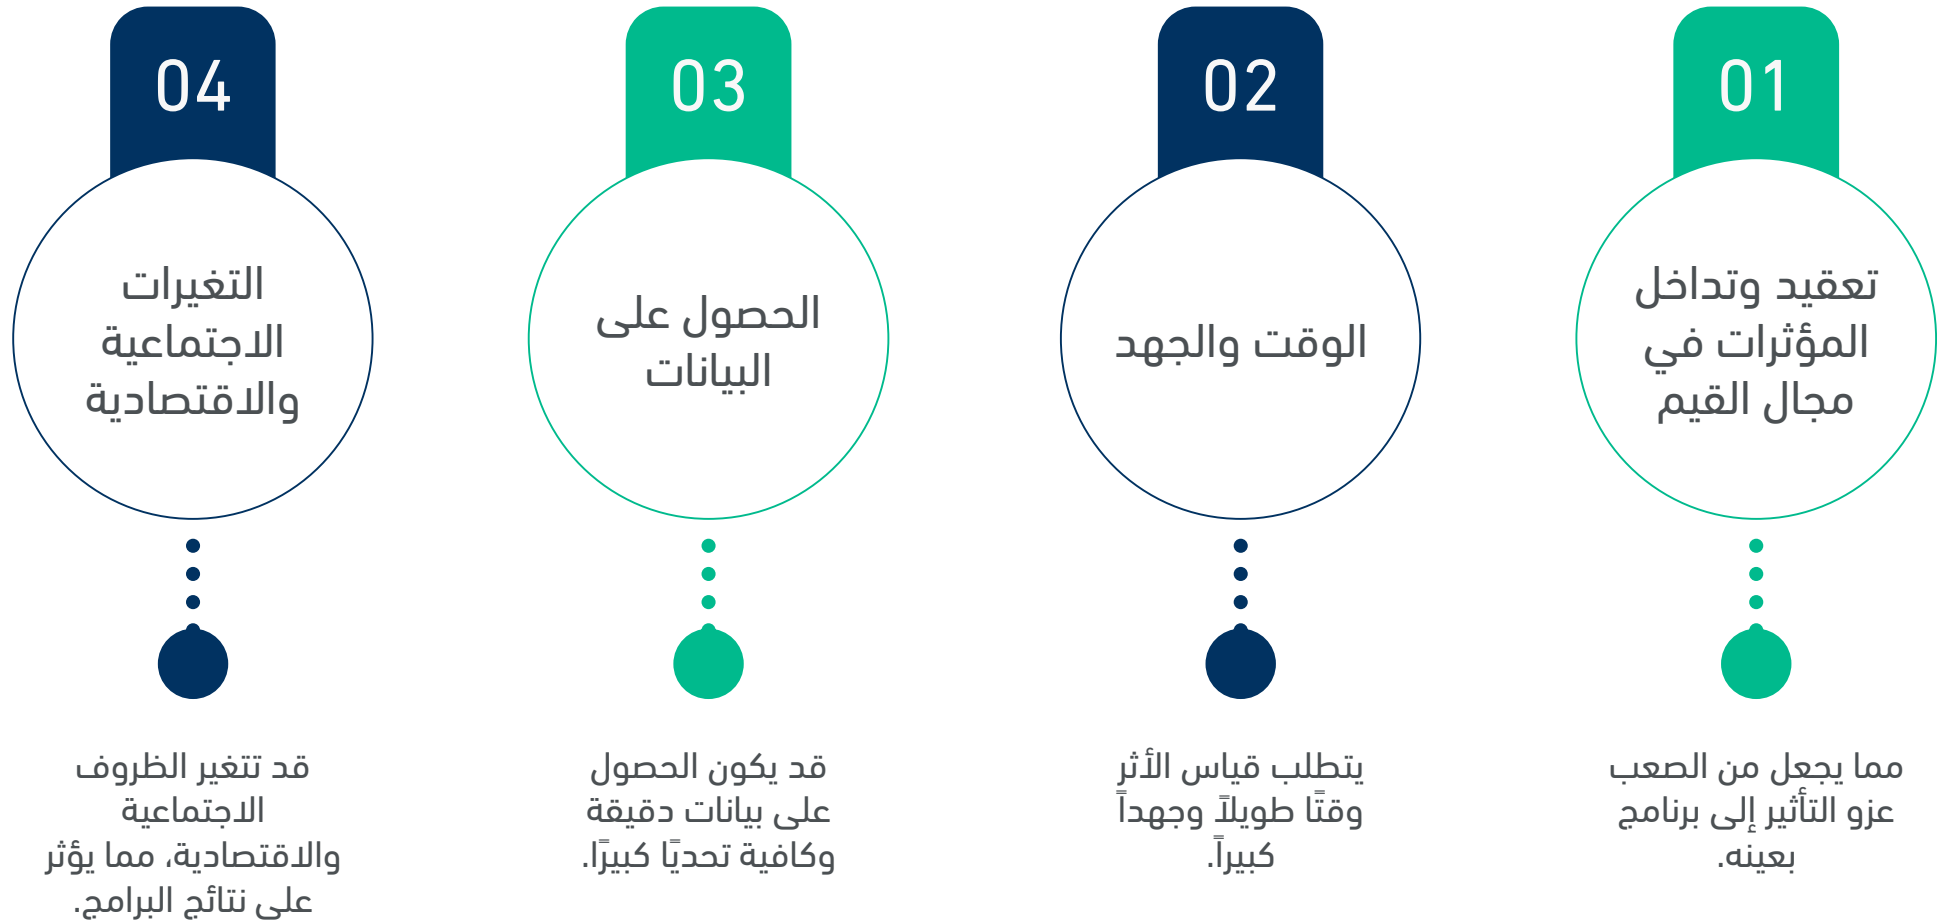 01
تعقيد وتداخل
المؤثرات في
مجال القيم
مما يجعل من الصعب
عزو التأثير إلى برنامج
بعينه.
02
الوقت والجهد
يتطلب قياس الأثر
وقتًا طويلاً وجهداً
كبيراً.
03
الحصول على
البيانات
قد يكون الحصول
على بيانات دقيقة
وكافية تحديًا كبيرًا.
04
التغيرات
الاجتماعية
والاقتصادية
قد تتغير الظروف
الاجتماعية
والاقتصادية، مما يؤثر
على نتائج البرامج.